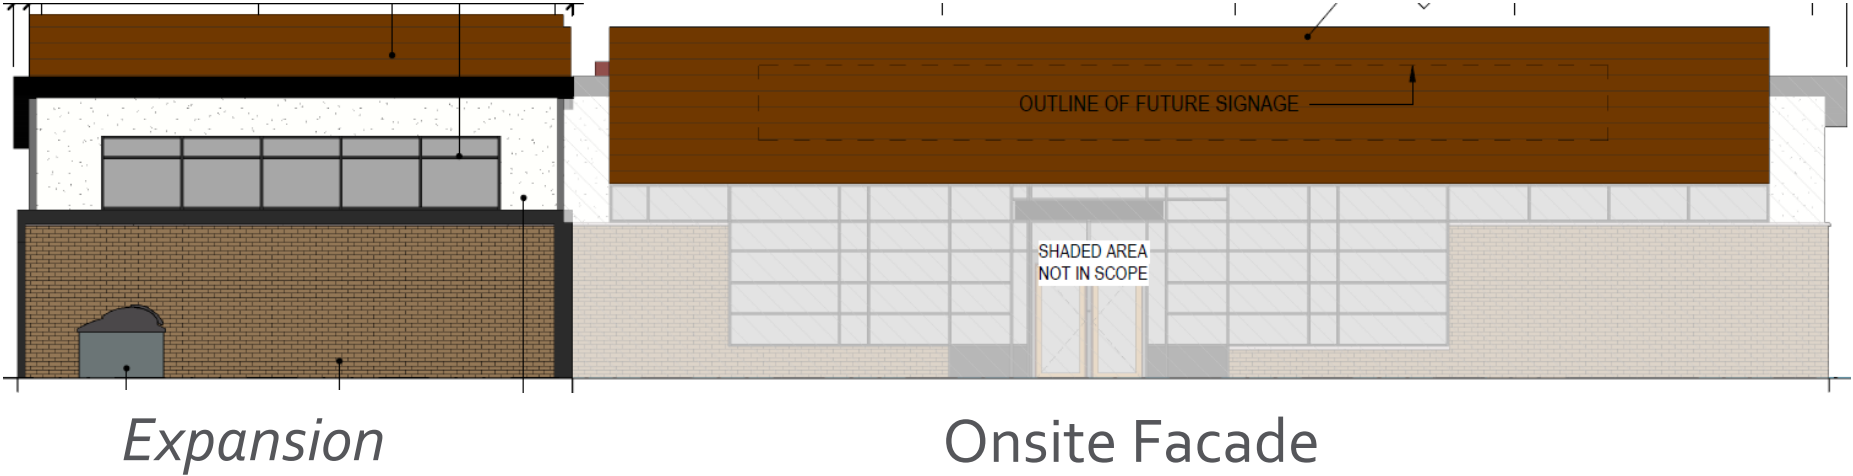 OUTLINE OF FUTURE SIGNAGE
SHADED AREA
NOT IN SCOPE
Expansion
Onsite Facade